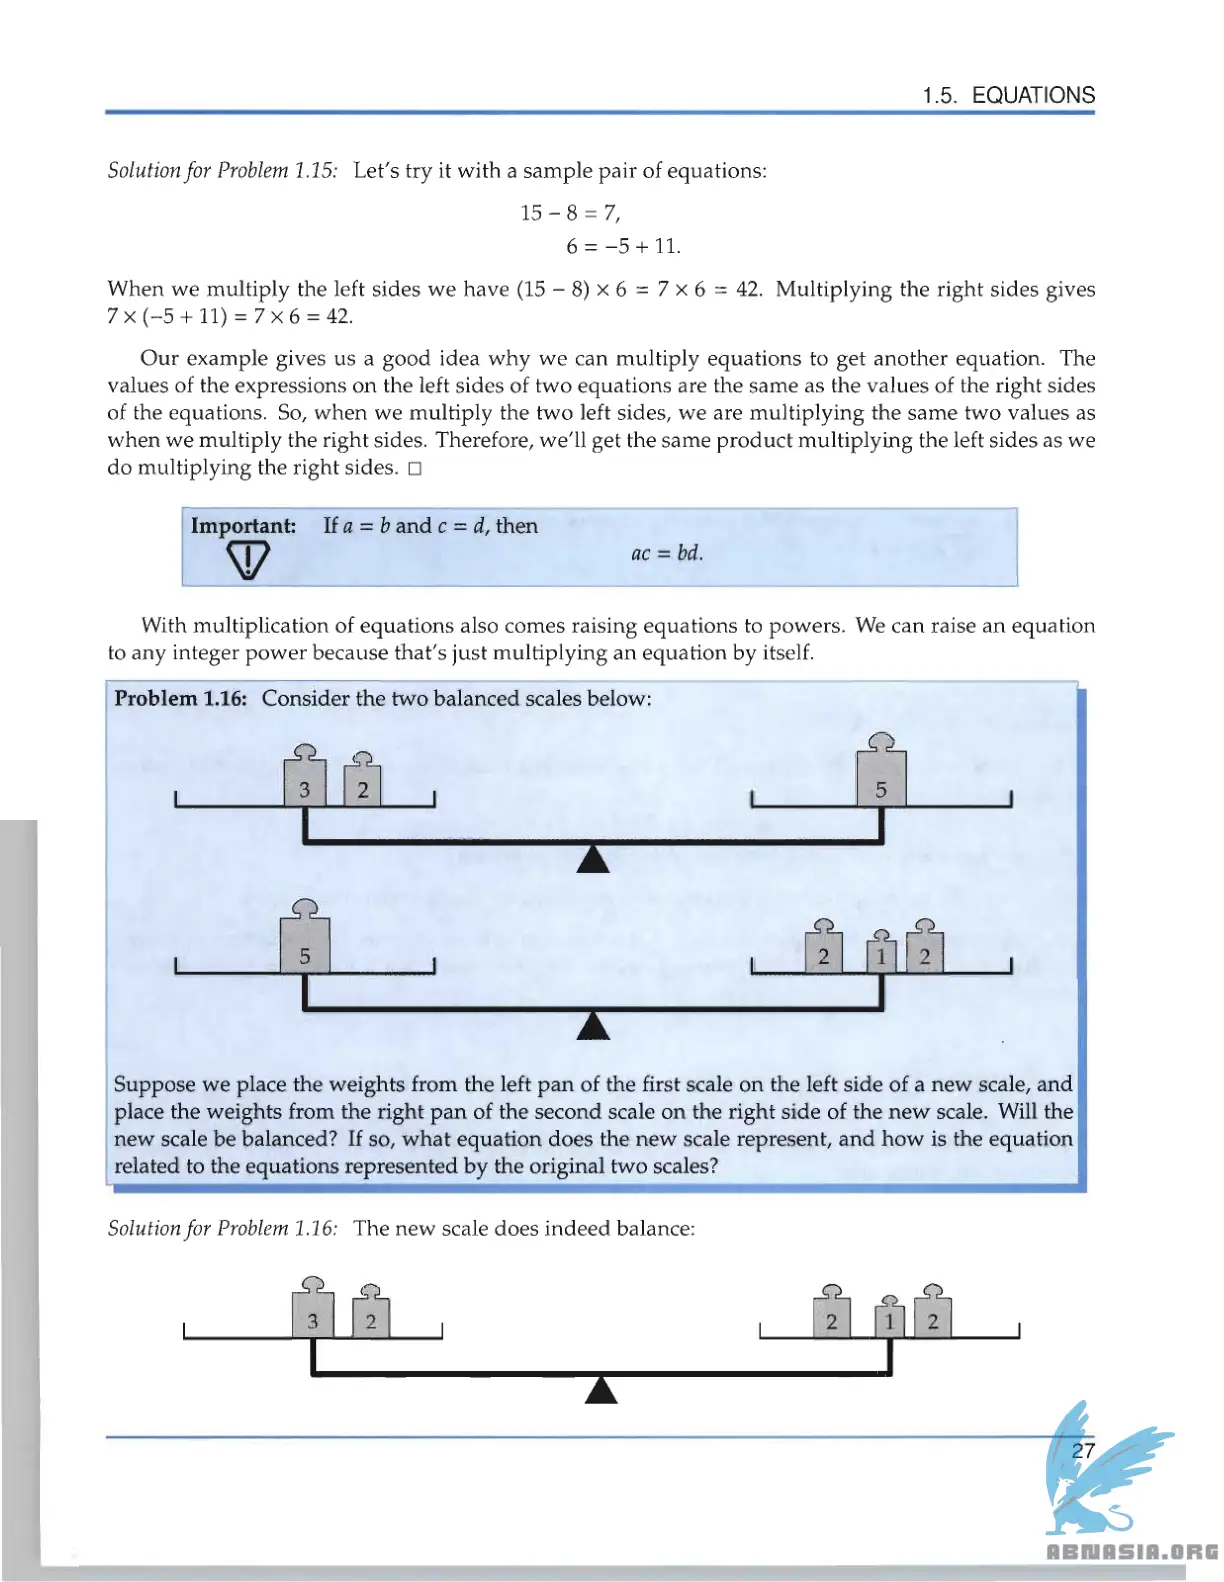 1.5. EQUATIONS
Solution for Problem 1.15: Let's try it with a sample pair of equations:
15 – 8 = 7,
6 = –5 + 11.
When we multiply the left sides we have (15 – 8) × 6 = 7 × 6 = 42. Multiplying the right sides gives
7 × (–5 + 11) = 7 × 6 = 42.
Our example gives us a good idea why we can multiply equations to get another equation. The
values of the expressions on the left sides of two equations are the same as the values of the right sides
of the equations. So, when we multiply the two left sides, we are multiplying the same two values as
when we multiply the right sides. Therefore, we'll get the same product multiplying the left sides as we
do multiplying the right sides. □
Important: If a = b and c = d, then
!
ac = bd.
With multiplication of equations also comes raising equations to powers. We can raise an equation
to any integer power because that's just multiplying an equation by itself.
Problem 1.16: Consider the two balanced scales below:
3 2 5
5 2 1 2
Suppose we place the weights from the left pan of the first scale on the left side of a new scale, and
place the weights from the right pan of the second scale on the right side of the new scale. Will the
new scale be balanced? If so, what equation does the new scale represent, and how is the equation
related to the equations represented by the original two scales?
Solution for Problem 1.16: The new scale does indeed balance:
3 2 2 1 2
27
ABNASIA.ORG